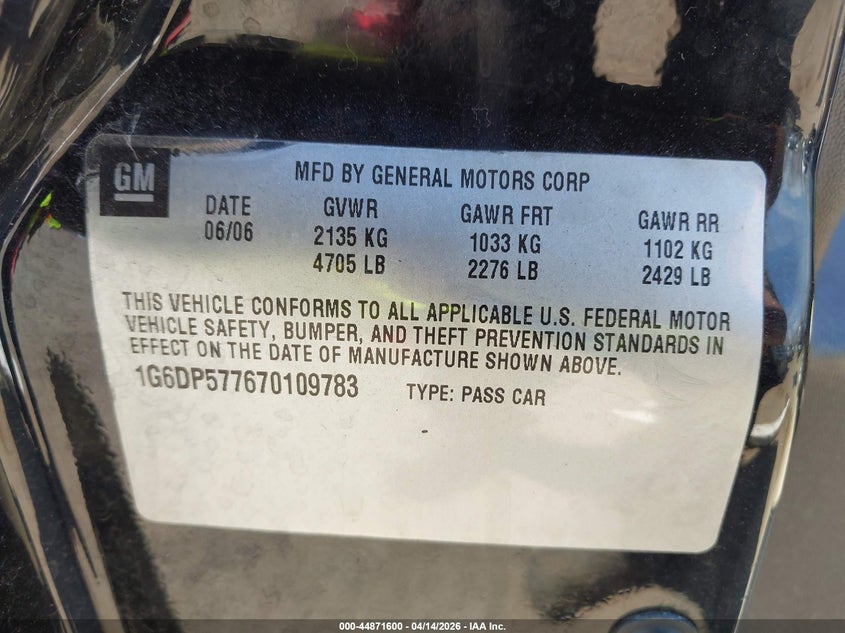 GM
MFD BY GENERAL MOTORS CORP
DATE GVWR GAWR FRT GAWR RR
06/06 2135 KG 1033 KG 1102 KG
4705 LB 2276 LB 2429 LB
THIS VEHICLE CONFORMS TO ALL APPLICABLE U.S. FEDERAL MOTOR
VEHICLE SAFETY, BUMPER, AND THEFT PREVENTION STANDARDS IN
EFFECT ON THE DATE OF MANUFACTURE SHOWN ABOVE.
1G6DP577670109783 TYPE: PASS CAR
000-44871600 - 04/14/2026 - IAA Inc.